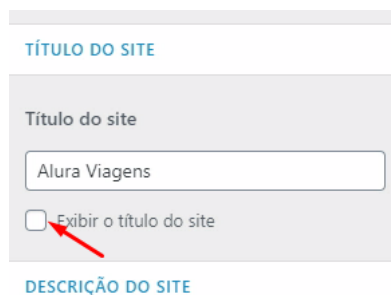 TÍTULO DO SITE
Título do site
Alura Viagens
Exibir o título do site
DESCRIÇÃO DO SITE